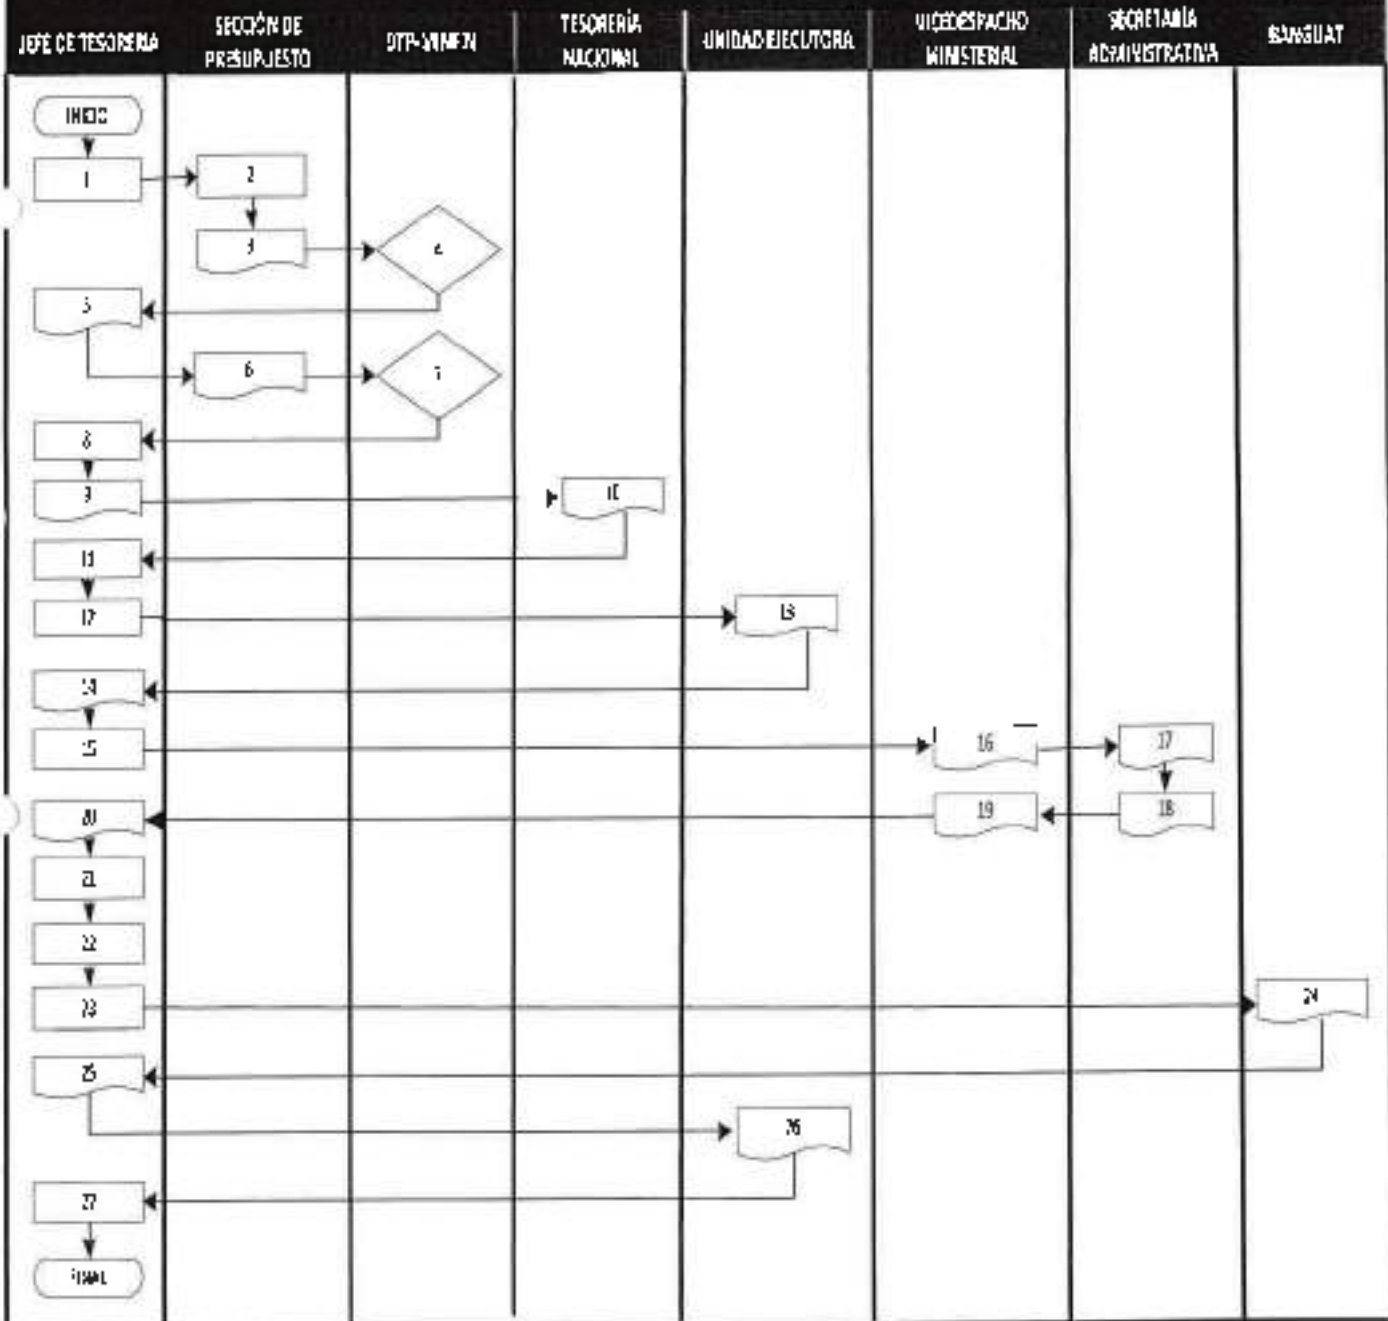 JEFE DE TESORERIA
SECCIÓN DE
PRESUPUESTO
TESORERÍA
NACIONAL
UNIDAD EJECUTORA
VICEDESPACHO
MINISTERIAL
SECRETARÍA
ADMINISTRATIVA
BANGUAT
INICIO
1
2
3
4
5
6
7
8
9
10
11
12
13
14
15
16
17
20
19
18
21
22
23
24
25
26
27
FINAL